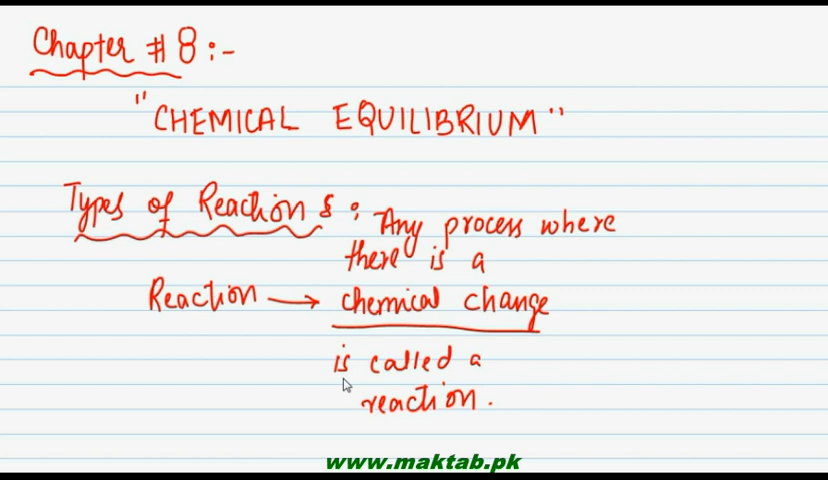 Chapter # 8 :-
"CHEMICAL EQUILIBRIUM"
Types of Reactions :
Any process where
there is a
Reaction → chemical change
is called a
reaction.
www.maktab.pk